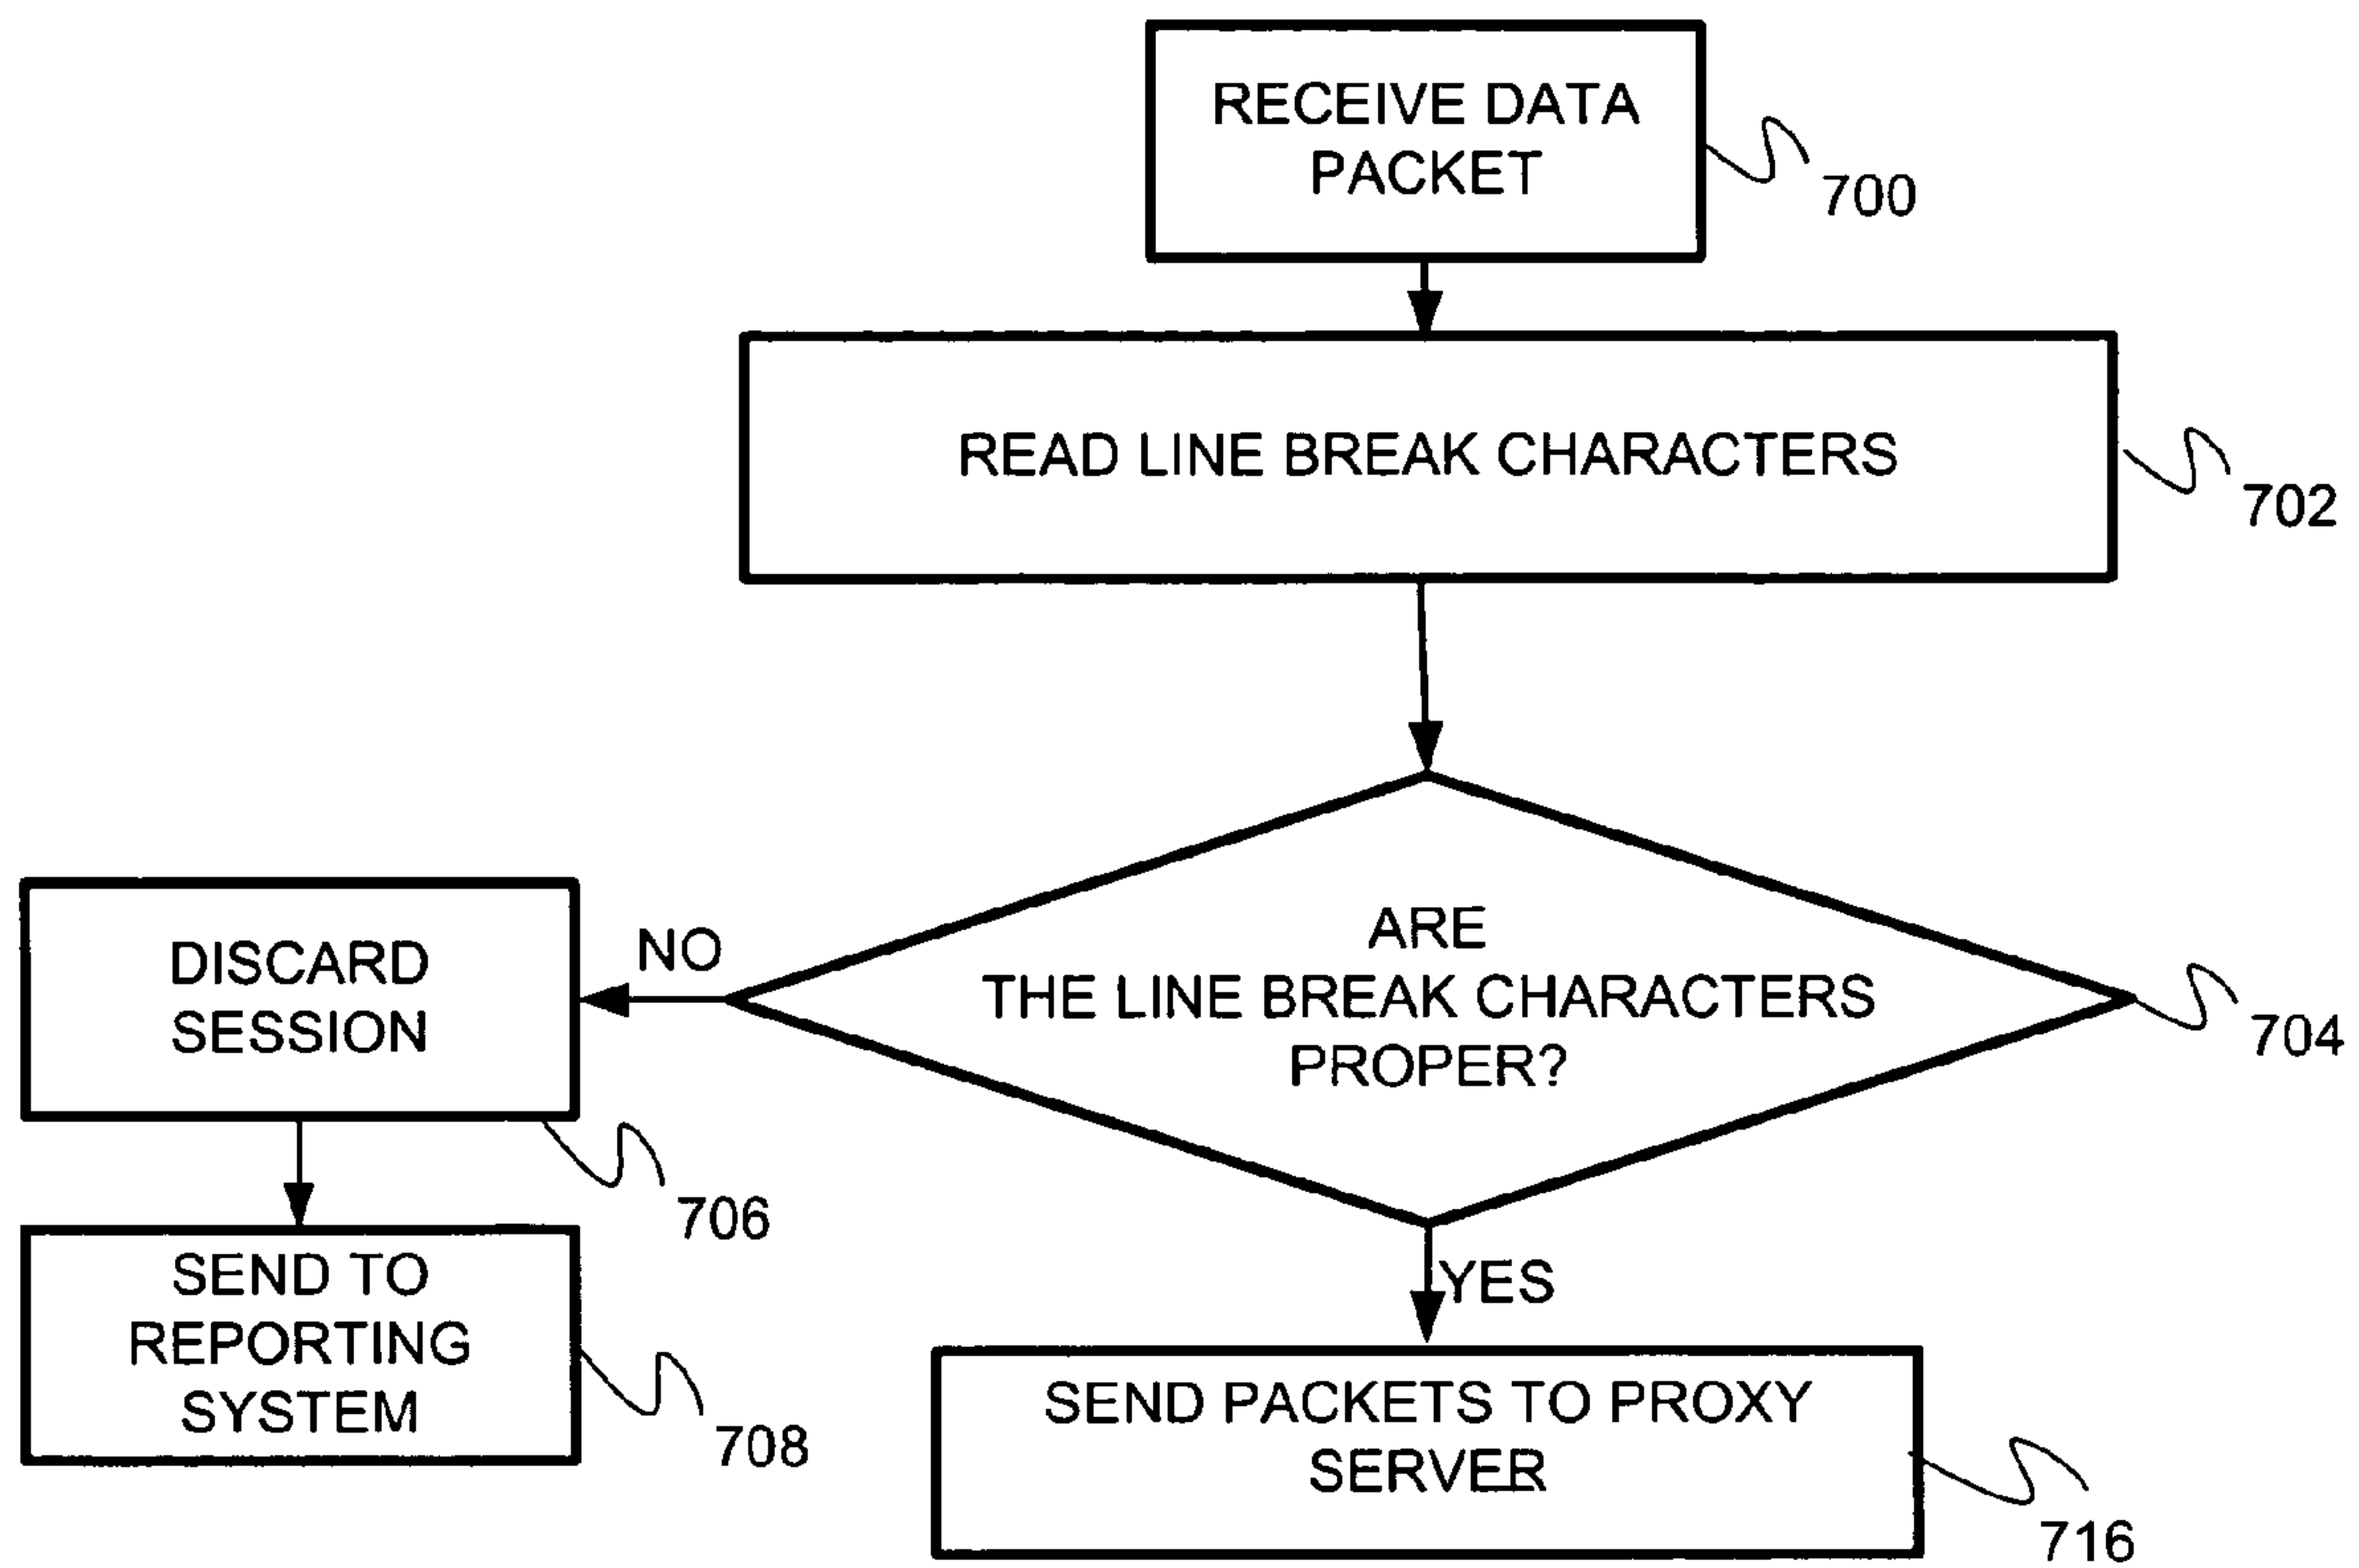 RECEIVE DATA
PACKET
700
READ LINE BREAK CHARACTERS
702
ARE
THE LINE BREAK CHARACTERS
PROPER?
704
NO
DISCARD
SESSION
706
SEND TO
REPORTING
SYSTEM
708
YES
SEND PACKETS TO PROXY
SERVER
716